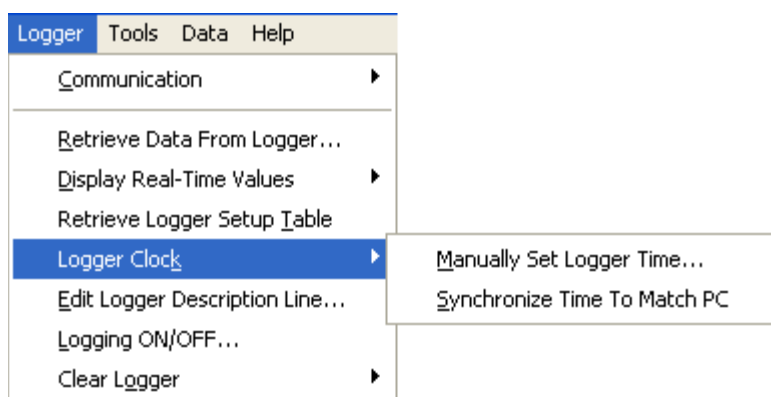 Logger Tools Data Help
Communication
Retrieve Data From Logger...
Display Real-Time Values
Retrieve Logger Setup Table
Logger Clock
Manually Set Logger Time...
Synchronize Time To Match PC
Edit Logger Description Line...
Logging ON/OFF...
Clear Logger